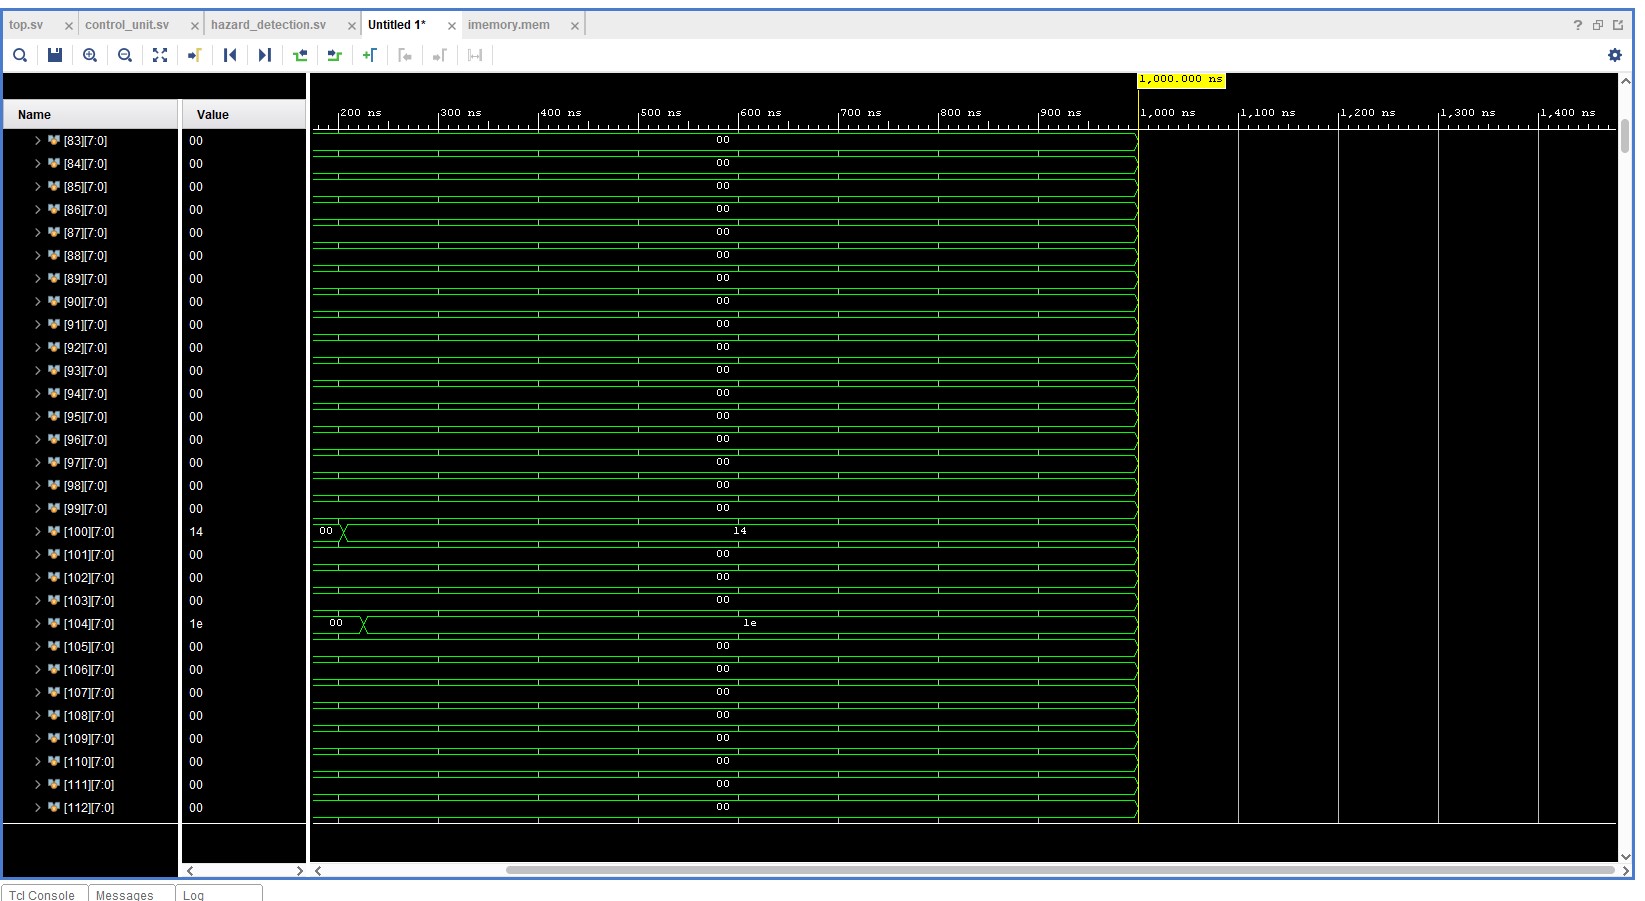 top.sv × control_unit.sv × hazard_detection.sv × Untitled 1* × imemory.mem ×
?
1,000.000 ns
Name Value
200 ns 300 ns 400 ns 500 ns 600 ns 700 ns 800 ns 900 ns 1,000 ns 1,100 ns 1,200 ns 1,300 ns 1,400 ns
[83][7:0] 00 00
[84][7:0] 00 00
[85][7:0] 00 00
[86][7:0] 00 00
[87][7:0] 00 00
[88][7:0] 00 00
[89][7:0] 00 00
[90][7:0] 00 00
[91][7:0] 00 00
[92][7:0] 00 00
[93][7:0] 00 00
[94][7:0] 00 00
[95][7:0] 00 00
[96][7:0] 00 00
[97][7:0] 00 00
[98][7:0] 00 00
[99][7:0] 00 00
[100][7:0] 14 00 14
[101][7:0] 00 00
[102][7:0] 00 00
[103][7:0] 00 00
[104][7:0] 1e 00 1e
[105][7:0] 00 00
[106][7:0] 00 00
[107][7:0] 00 00
[108][7:0] 00 00
[109][7:0] 00 00
[110][7:0] 00 00
[111][7:0] 00 00
[112][7:0] 00 00
Tcl Console Messages Log